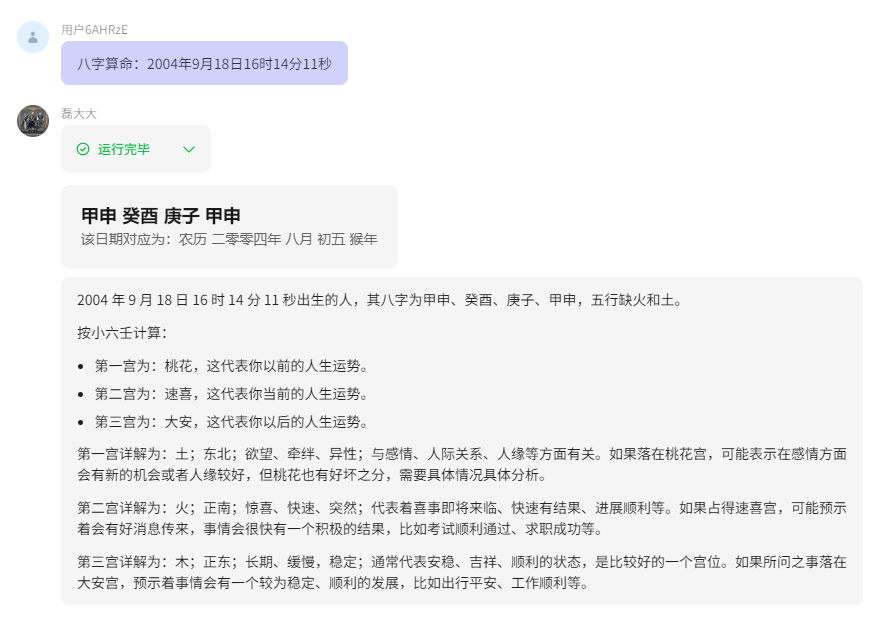 用户6AHRzE
八字算命：2004年9月18日16时14分11秒
磊大大
运行完毕
甲申 癸酉 庚子 甲申
该日期对应为：农历 二零零四年 八月 初五 猴年
2004 年 9 月 18 日 16 时 14 分 11 秒出生的人，其八字为甲申、癸酉、庚子、甲申，五行缺火和土。
按小六壬计算：
• 第一宫为：桃花，这代表你以前的人生运势。
• 第二宫为：速喜，这代表你当前的人生运势。
• 第三宫为：大安，这代表你以后的人生运势。
第一宫详解为：土；东北；欲望、牵绊、异性；与感情、人际关系、人缘等方面有关。如果落在桃花宫，可能表示在感情方面
会有新的机会或者人缘较好，但桃花也有好坏之分，需要具体情况具体分析。
第二宫详解为：火；正南；惊喜、快速、突然；代表着喜事即将来临、快速有结果、进展顺利等。如果占得速喜宫，可能预示
着会有好消息传来，事情会很快有一个积极的结果，比如考试顺利通过、求职成功等。
第三宫详解为：木；正东；长期、缓慢，稳定；通常代表安稳、吉祥、顺利的状态，是比较好的一个宫位。如果所问之事落在
大安宫，预示着事情会有一个较为稳定、顺利的发展，比如出行平安、工作顺利等。